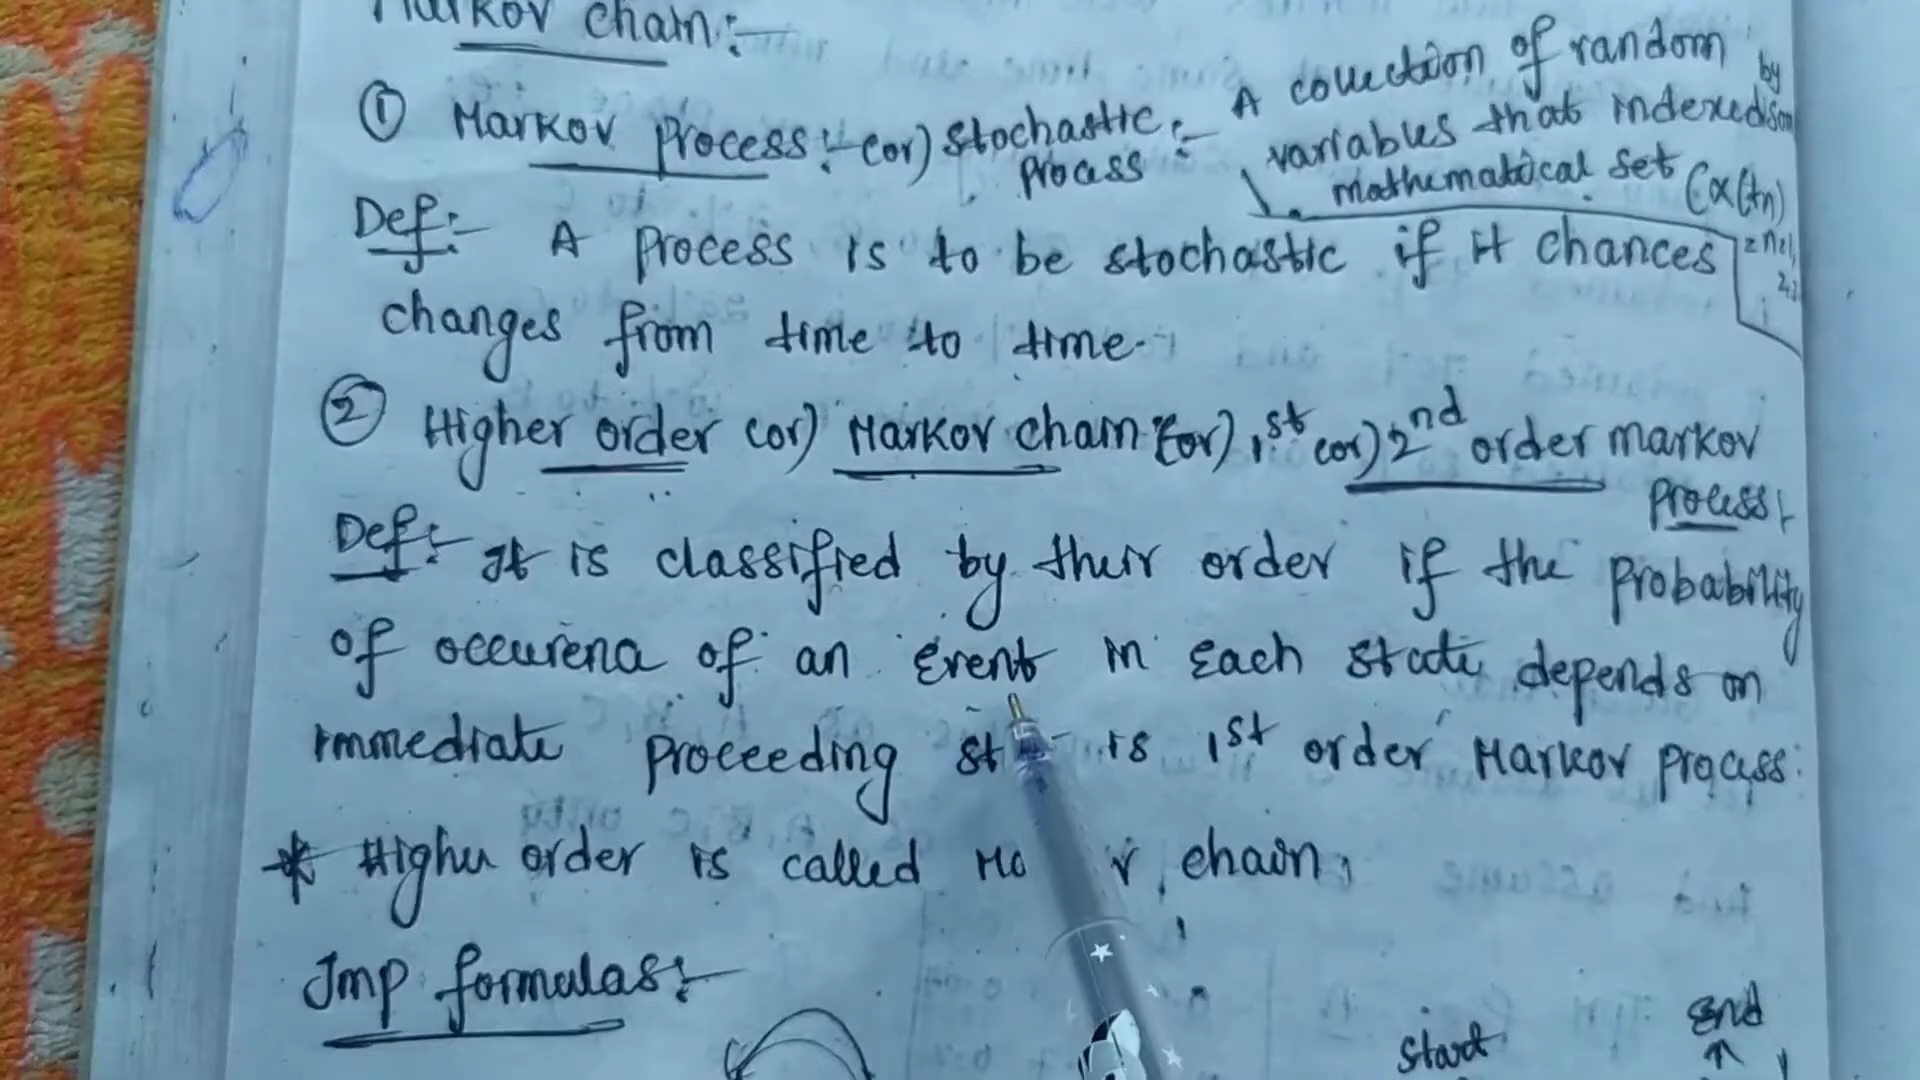 Markov chain:-
① Markov Process:- (or) Stochastic Process :- A collection of random
variables that indexed by som
mathematical set (x(tn)
= n=1,
Def:- A Process is to be stochastic if it chances
changes from time to time.
② Higher order (or) Markov chain (or) 1st (or) 2nd order markov
Process:
Def:- It is classified by their order if the Probability
of occurena of an Event in Each State depends on
immediate Proceeding st is 1st order Markov Process.
* Higher order is called Ma v chain,
Imp formulas:-
Start End